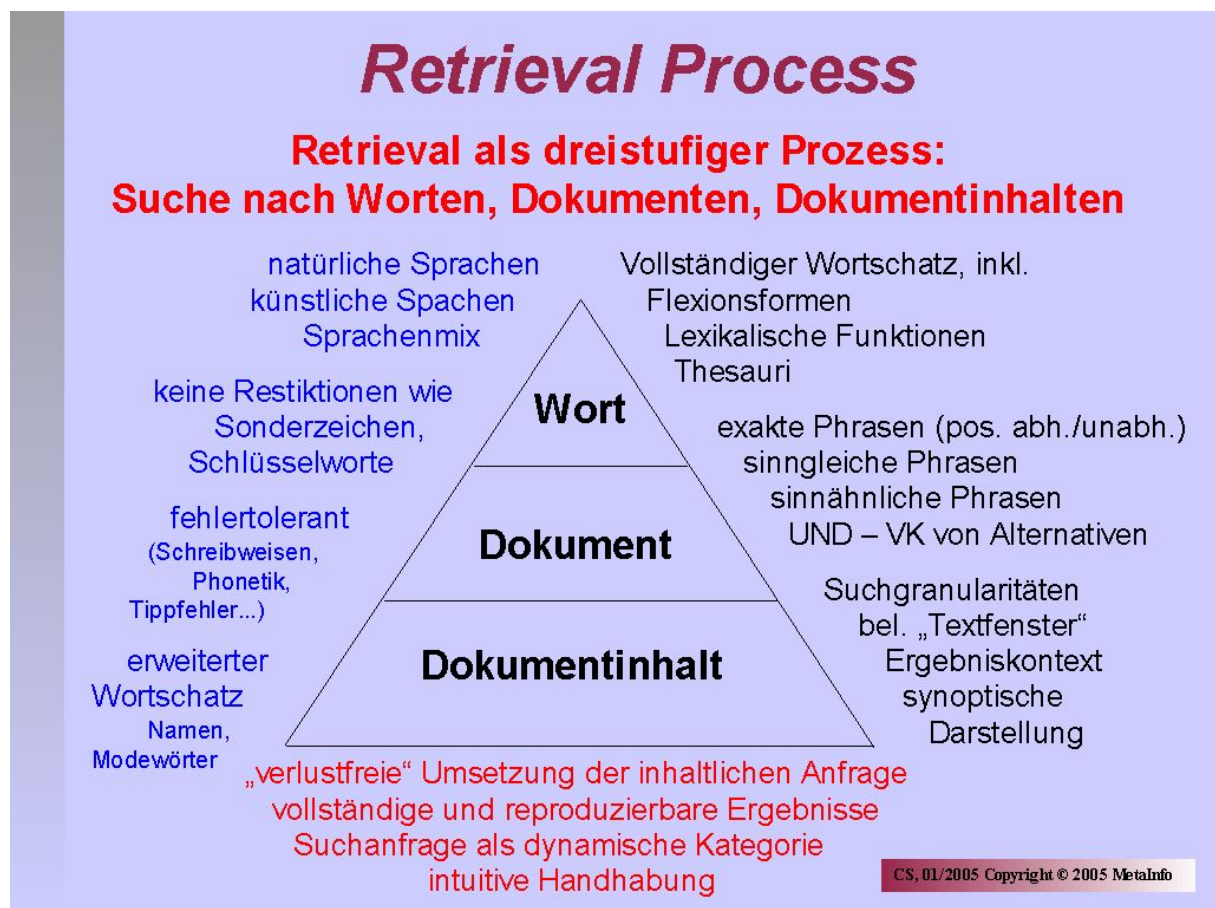 Retrieval Process
Retrieval als dreistufiger Prozess:
Suche nach Worten, Dokumenten, Dokumentinhalten
natürliche Sprachen
künstliche Spachen
Sprachenmix
keine Restiktionen wie
Sonderzeichen,
Schlüsselworte
fehlertolerant
(Schreibweisen,
Phonetik,
Tippfehler...)
erweiterter
Wortschatz
Namen,
Modewörter
Wort
Dokument
Dokumentinhalt
Vollständiger Wortschatz, inkl.
Flexionsformen
Lexikalische Funktionen
Thesauri
exakte Phrasen (pos. abh./unabh.)
sinngleiche Phrasen
sinnähnliche Phrasen
UND – VK von Alternativen
Suchgranularitäten
bel. „Textfenster“
Ergebniskontext
synoptische
Darstellung
„verlustfreie“ Umsetzung der inhaltlichen Anfrage
vollständige und reproduzierbare Ergebnisse
Suchanfrage als dynamische Kategorie
intuitive Handhabung
CS, 01/2005 Copyright © 2005 MetaInfo